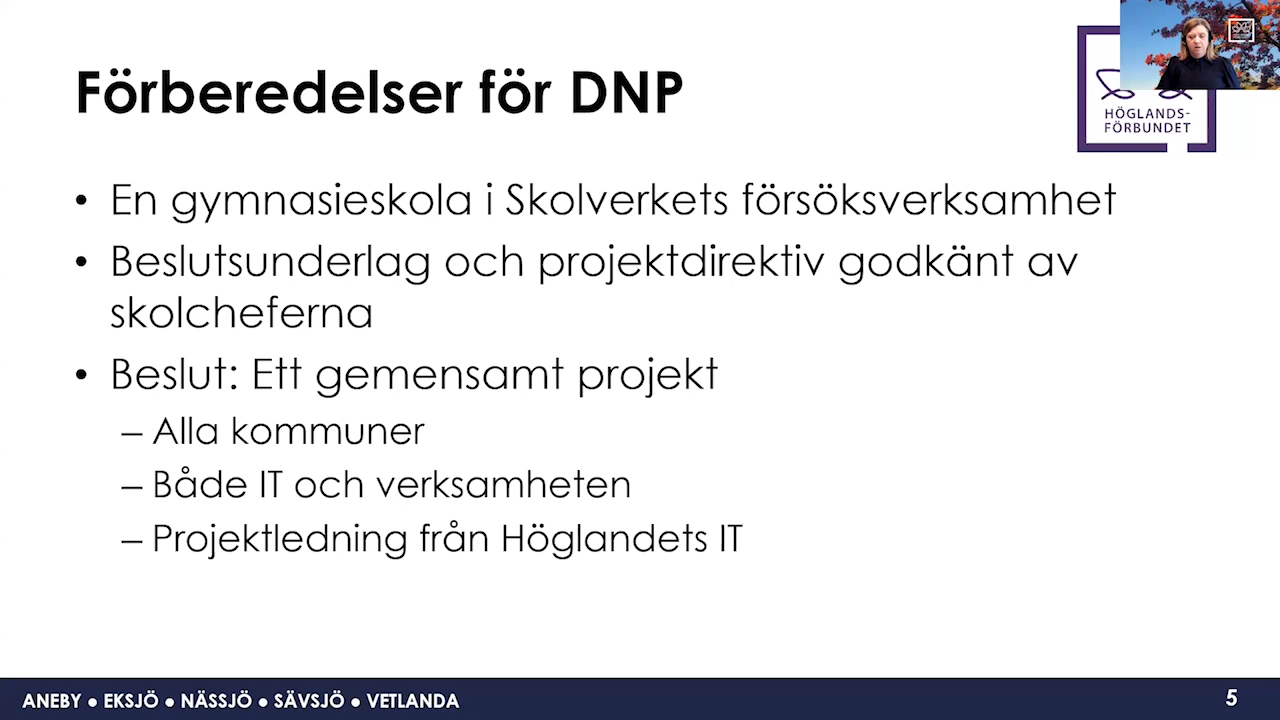 Förberedelser för DNP
HÖGLANDS-
FÖRBUNDET
• En gymnasieskola i Skolverkets försöksverksamhet
• Beslutsunderlag och projektdirektiv godkänt av
skolcheferna
• Beslut: Ett gemensamt projekt
– Alla kommuner
– Både IT och verksamheten
– Projektledning från Höglandets IT
ANEBY ● EKSJÖ ● NÄSSJÖ ● SÄVSJÖ ● VETLANDA
5